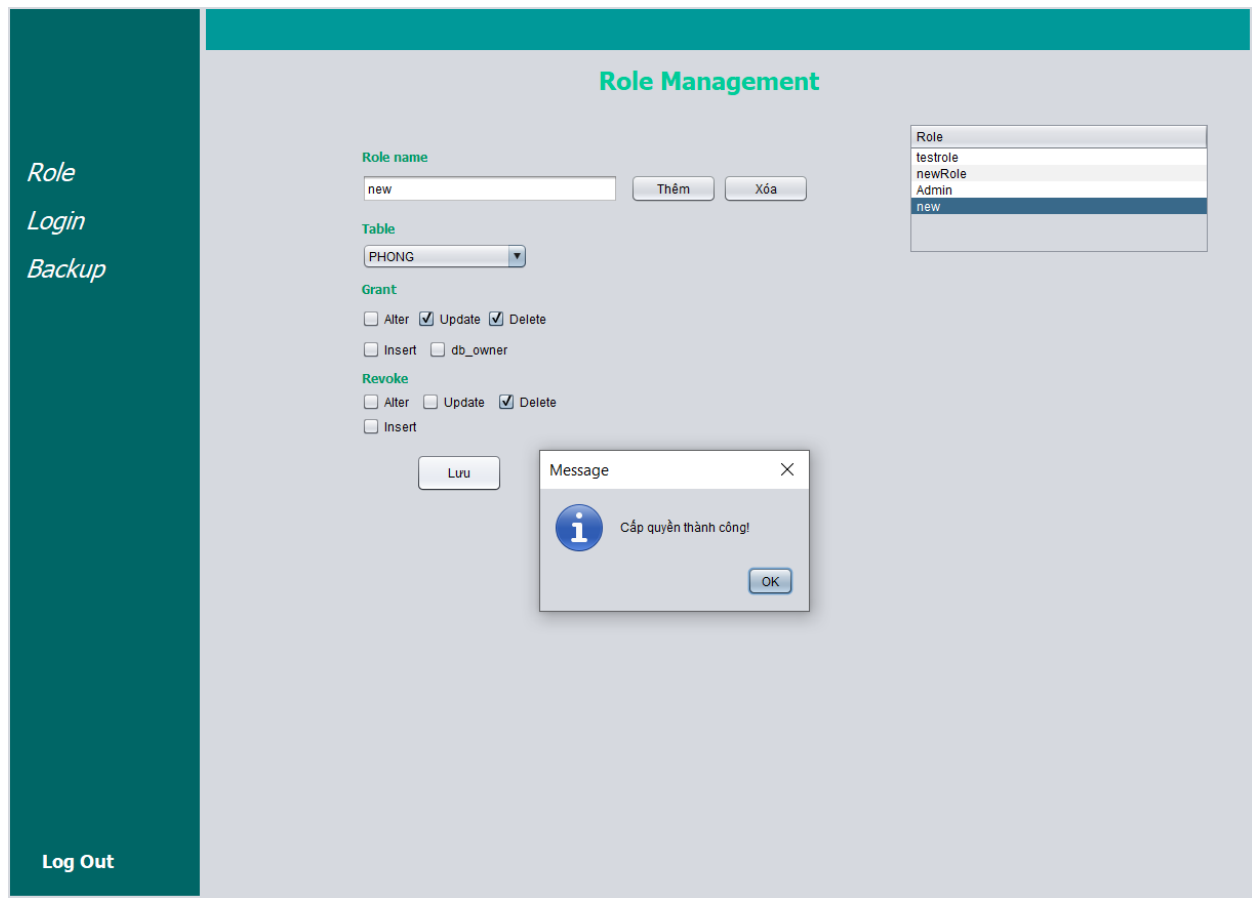 Role Management
Role
Login
Backup
Log Out
Role name
new
Thêm Xóa
Table
PHONG
Grant
Alter Update Delete
Insert db_owner
Revoke
Alter Update Delete
Insert
Lưu
Role
testrole
newRole
Admin
new
Message
Cấp quyền thành công!
OK